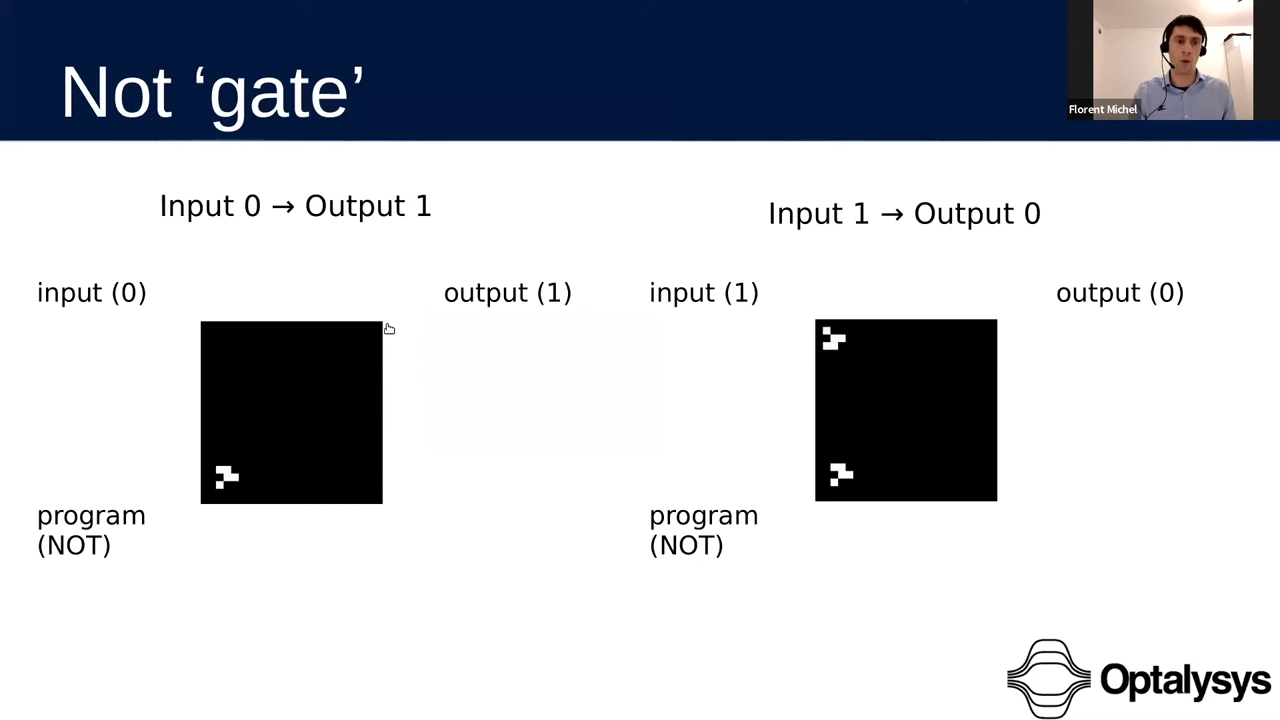 Not ‘gate’
Florent Michel
Input 0 → Output 1
Input 1 → Output 0
input (0)
output (1)
input (1)
output (0)
program
(NOT)
program
(NOT)
Optalysys